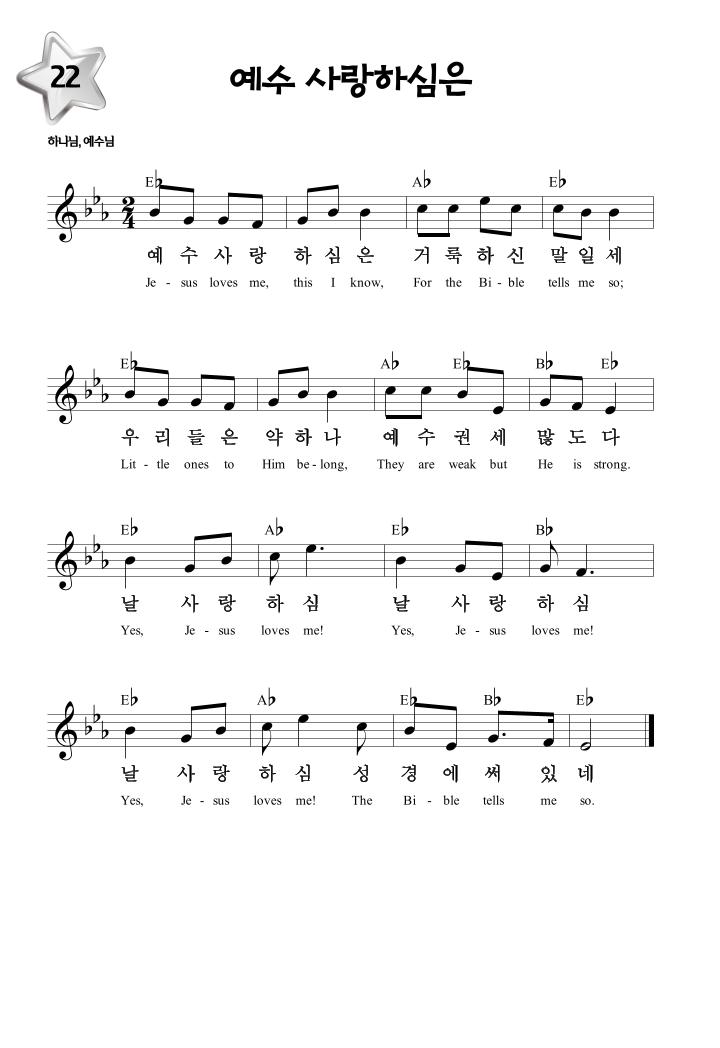 22
예수 사랑하심은
하나님, 예수님
E♭ A♭ E♭
예 수 사 랑 하 심 은 거 룩 하 신 말 일 세
Je - sus loves me, this I know, For the Bi - ble tells me so;
E♭ A♭ E♭ B♭ E♭
우 리 들 은 약 하 나 예 수 권 세 많 도 다
Lit - tle ones to Him be - long, They are weak but He is strong.
E♭ A♭ E♭ B♭
날 사 랑 하 심 날 사 랑 하 심
Yes, Je - sus loves me! Yes, Je - sus loves me!
E♭ A♭ E♭ B♭ E♭
날 사 랑 하 심 성 경 에 써 있 네
Yes, Je - sus loves me! The Bi - ble tells me so.